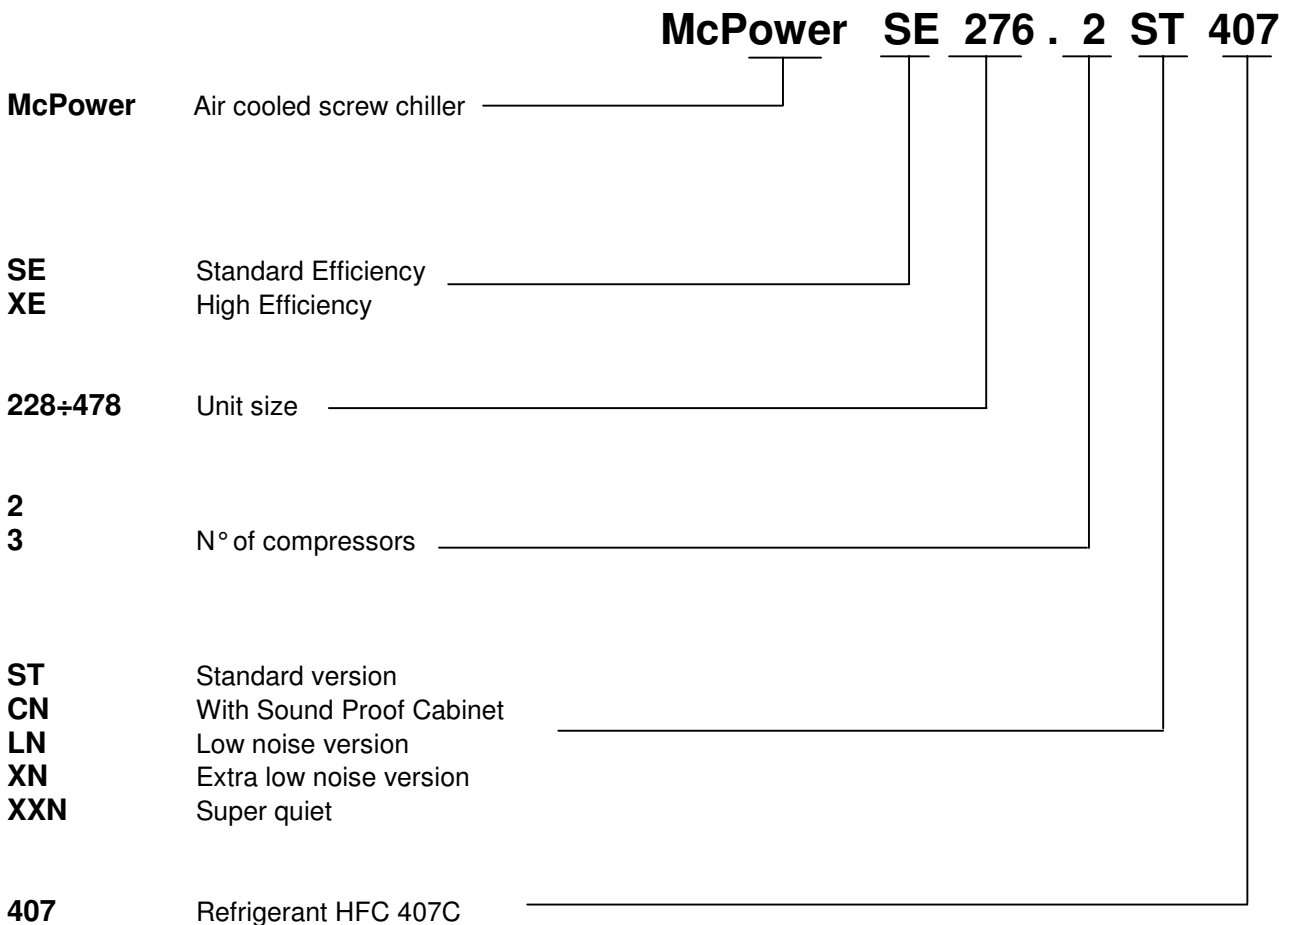 McPower SE 276 . 2 ST 407
McPower Air cooled screw chiller
SE Standard Efficiency
XE High Efficiency
228÷478 Unit size
2
3 N° of compressors
ST Standard version
CN With Sound Proof Cabinet
LN Low noise version
XN Extra low noise version
XXN Super quiet
407 Refrigerant HFC 407C